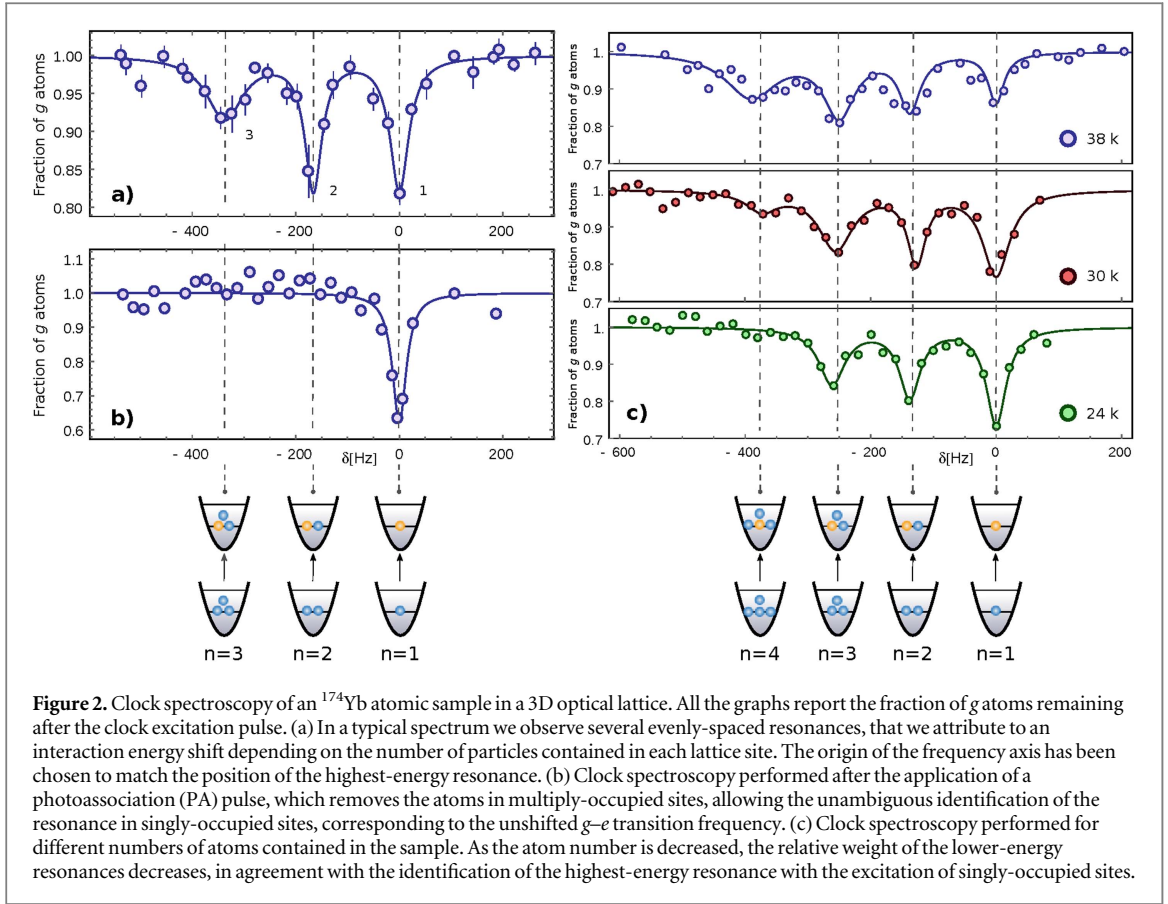 Fraction of g atoms
1.00
0.95
0.90
0.85
0.80
a)
3
2
1
- 400
- 200
0
200
Fraction of g atoms
1.1
1.0
0.9
0.8
0.7
0.6
b)
- 400
- 200
0
200
δ[Hz]
n=3
n=2
n=1
Fraction of g atoms
1
0.9
0.8
0.7
38 k
Fraction of g atoms
1
0.9
0.8
0.7
30 k
Fraction of g atoms
1
0.9
0.8
0.7
c)
24 k
- 600
- 400
- 200
0
200
δ[Hz]
n=4
n=3
n=2
n=1
Figure 2. Clock spectroscopy of an ¹⁷⁴Yb atomic sample in a 3D optical lattice. All the graphs report the fraction of g atoms remaining
after the clock excitation pulse. (a) In a typical spectrum we observe several evenly-spaced resonances, that we attribute to an
interaction energy shift depending on the number of particles contained in each lattice site. The origin of the frequency axis has been
chosen to match the position of the highest-energy resonance. (b) Clock spectroscopy performed after the application of a
photoassociation (PA) pulse, which removes the atoms in multiply-occupied sites, allowing the unambiguous identification of the
resonance in singly-occupied sites, corresponding to the unshifted g–e transition frequency. (c) Clock spectroscopy performed for
different numbers of atoms contained in the sample. As the atom number is decreased, the relative weight of the lower-energy
resonances decreases, in agreement with the identification of the highest-energy resonance with the excitation of singly-occupied sites.